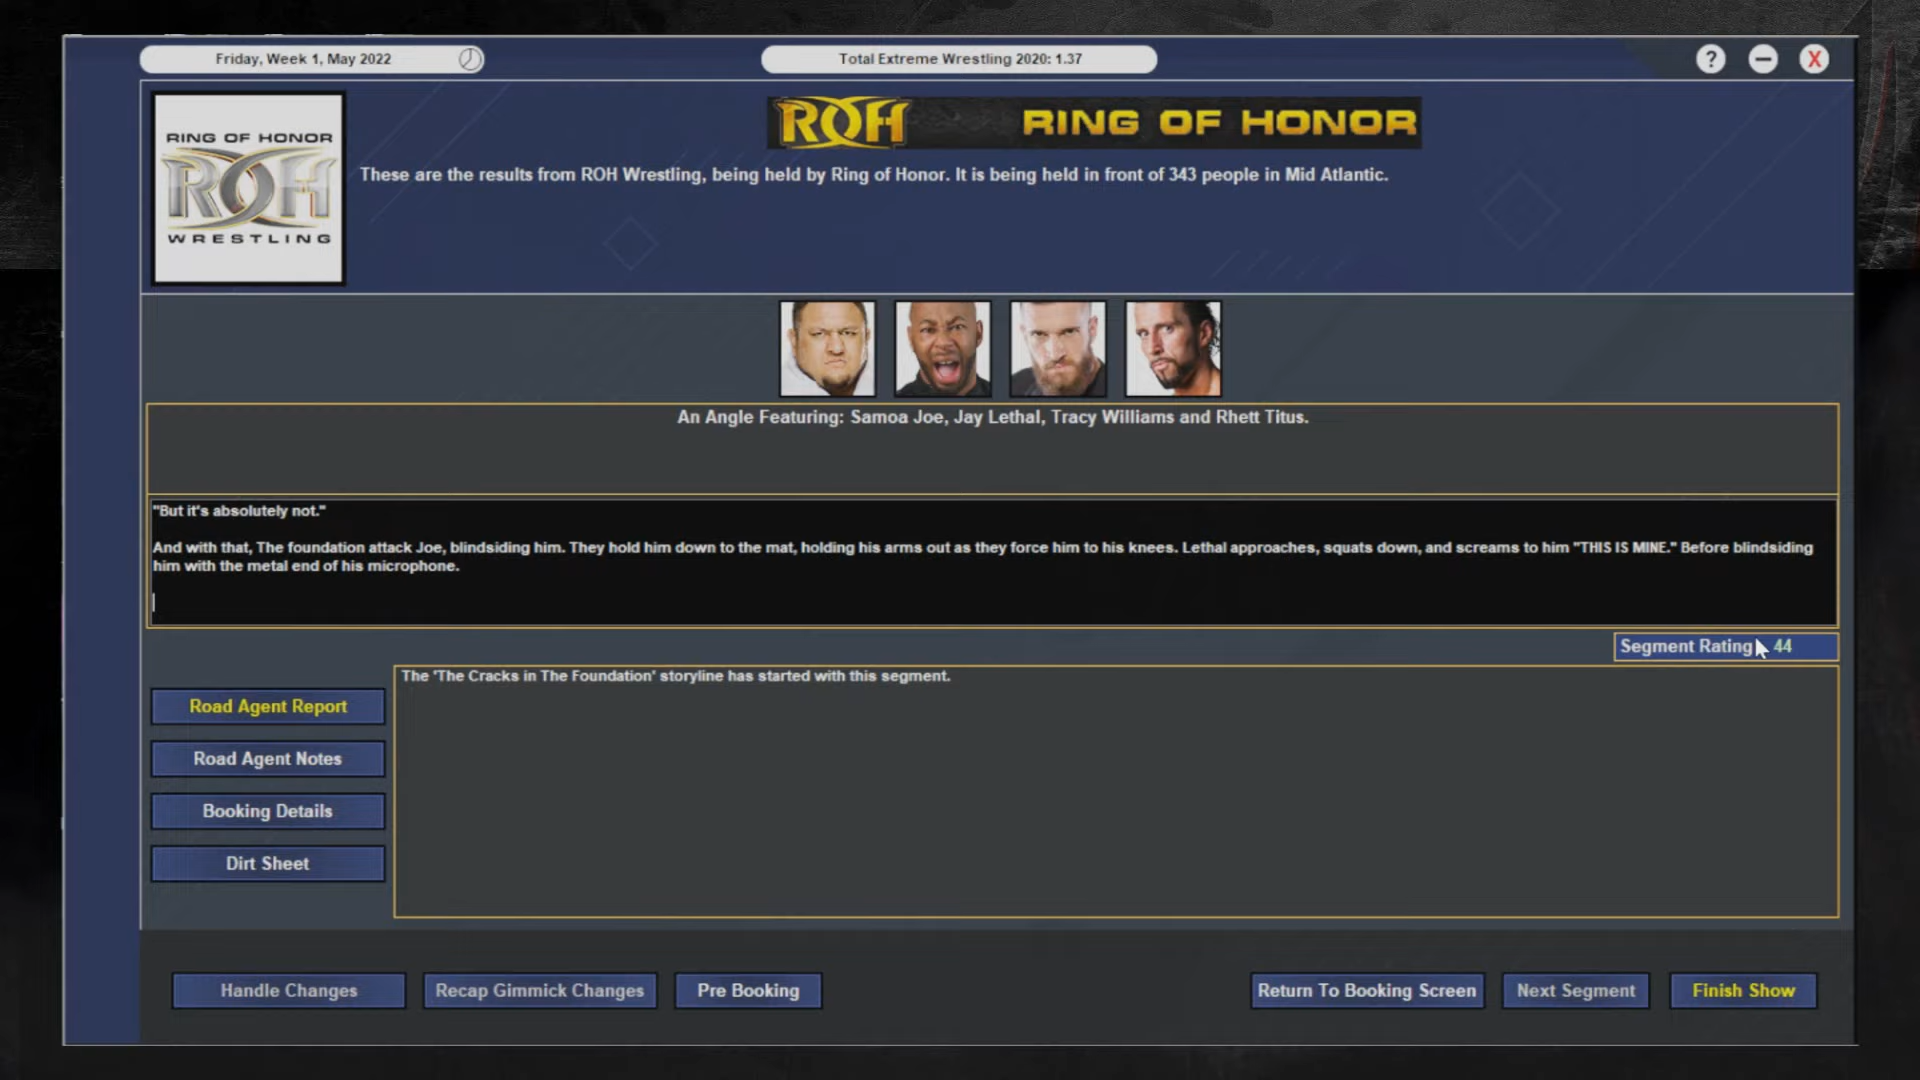 Friday, Week 1, May 2022
Total Extreme Wrestling 2020: 1.37
?
X
RING OF HONOR
ROH
WRESTLING
ROH
RING OF HONOR
These are the results from ROH Wrestling, being held by Ring of Honor. It is being held in front of 343 people in Mid Atlantic.
An Angle Featuring: Samoa Joe, Jay Lethal, Tracy Williams and Rhett Titus.
"But it's absolutely not."
And with that, The foundation attack Joe, blindsiding him. They hold him down to the mat, holding his arms out as they force him to his knees. Lethal approaches, squats down, and screams to him "THIS IS MINE." Before blindsiding
him with the metal end of his microphone.
Segment Rating 44
The 'The Cracks in The Foundation' storyline has started with this segment.
Road Agent Report
Road Agent Notes
Booking Details
Dirt Sheet
Handle Changes
Recap Gimmick Changes
Pre Booking
Return To Booking Screen
Next Segment
Finish Show